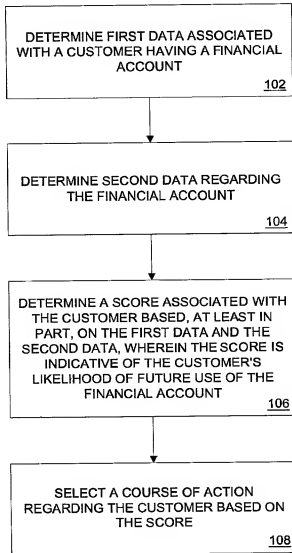 DETERMINE FIRST DATA ASSOCIATED
WITH A CUSTOMER HAVING A FINANCIAL
ACCOUNT
102
DETERMINE SECOND DATA REGARDING
THE FINANCIAL ACCOUNT
104
DETERMINE A SCORE ASSOCIATED WITH
THE CUSTOMER BASED, AT LEAST IN
PART, ON THE FIRST DATA AND THE
SECOND DATA, WHEREIN THE SCORE IS
INDICATIVE OF THE CUSTOMER'S
LIKELIHOOD OF FUTURE USE OF THE
FINANCIAL ACCOUNT
106
SELECT A COURSE OF ACTION
REGARDING THE CUSTOMER BASED ON
THE SCORE
108